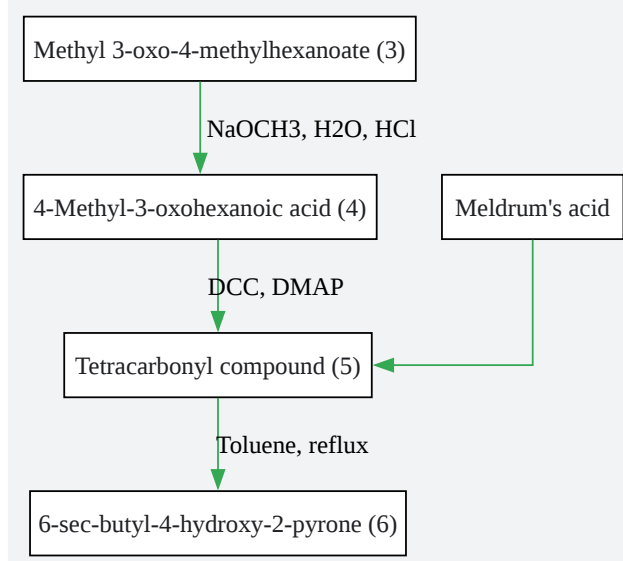 Methyl 3-oxo-4-methylhexanoate (3)
NaOCH3, H2O, HCl
4-Methyl-3-oxohexanoic acid (4)
Meldrum's acid
DCC, DMAP
Tetracarbonyl compound (5)
Toluene, reflux
6-sec-butyl-4-hydroxy-2-pyrone (6)